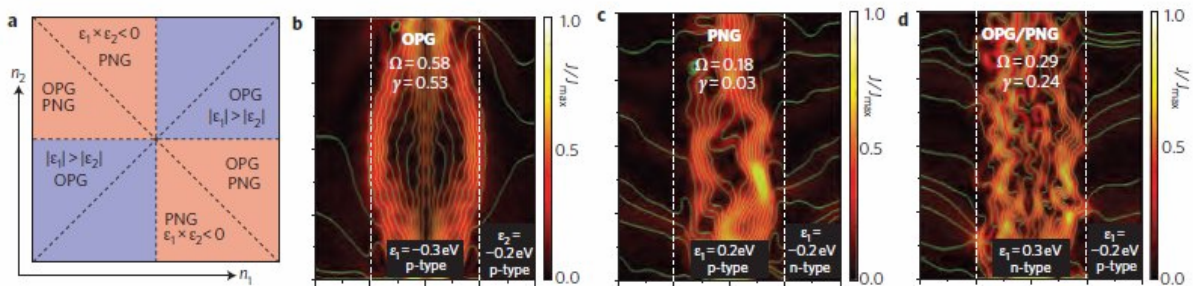 a
n₂
ε₁ × ε₂ < 0
PNG
OPG
PNG
OPG
|ε₁| > |ε₂|
|ε₁| > |ε₂|
OPG
OPG
PNG
PNG
ε₁ × ε₂ < 0
n₁
b
OPG
Ω = 0.58
γ = 0.53
ε₁ = −0.3 eV
p-type
ε₂ =
−0.2 eV
p-type
1.0
J/Jmax
0.5
0.0
c
PNG
Ω = 0.18
γ = 0.03
ε₁ = 0.2 eV
p-type
ε₁ =
−0.2 eV
n-type
1.0
J/Jmax
0.5
0.0
d
OPG/PNG
Ω = 0.29
γ = 0.24
ε₁ = 0.3 eV
n-type
ε₁ =
−0.2 eV
p-type
1.0
J/Jmax
0.5
0.0